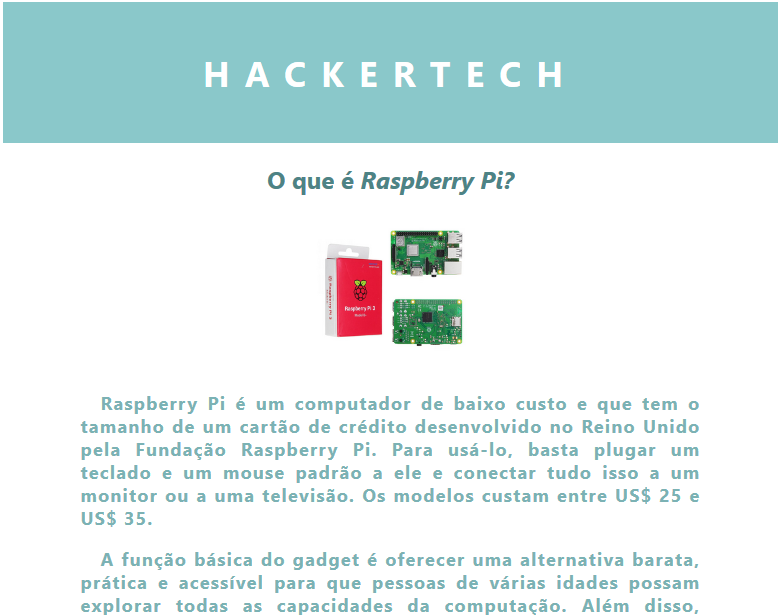 HACKERTECH
O que é Raspberry Pi?
Raspberry Pi 3
Raspberry Pi é um computador de baixo custo e que tem o
tamanho de um cartão de crédito desenvolvido no Reino Unido
pela Fundação Raspberry Pi. Para usá-lo, basta plugar um
teclado e um mouse padrão a ele e conectar tudo isso a um
monitor ou a uma televisão. Os modelos custam entre US$ 25 e
US$ 35.
A função básica do gadget é oferecer uma alternativa barata,
prática e acessível para que pessoas de várias idades possam
explorar todas as capacidades da computação. Além disso,